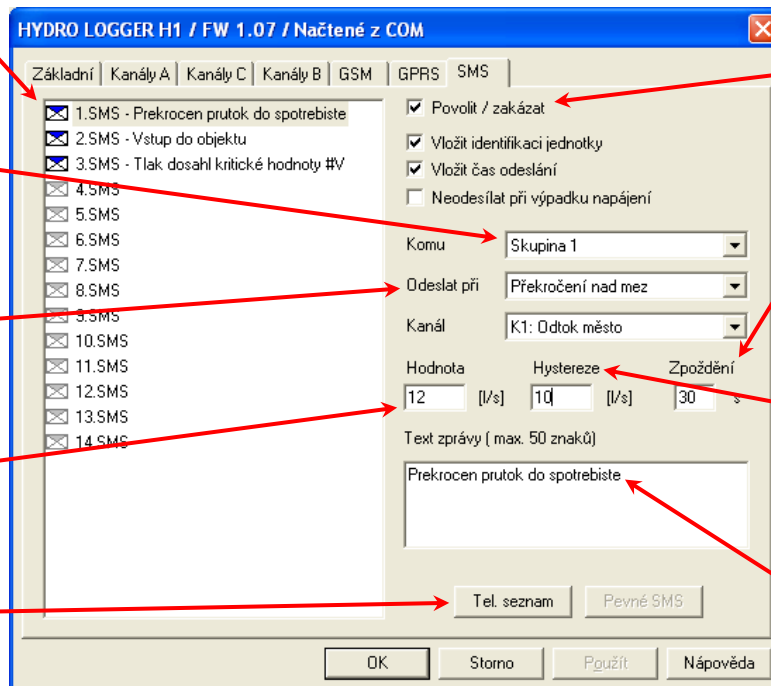 HYDRO LOGGER H1 / FW 1.07 / Načtené z COM
Základní Kanály A Kanály C Kanály B GSM GPRS SMS
1.SMS - Prekrocen prutok do spotrebiste
2.SMS - Vstup do objektu
3.SMS - Tlak dosahl kritické hodnoty #V
4.SMS
5.SMS
6.SMS
7.SMS
8.SMS
9.SMS
10.SMS
11.SMS
12.SMS
13.SMS
14.SMS
Povolit / zakázat
Vložit identifikaci jednotky
Vložit čas odeslání
Neodesílat při výpadku napájení
Komu Skupina 1
Odeslat při Překročení nad mez
Kanál K1: Odtok město
Hodnota Hystereze Zpoždění
12 [l/s] 10 [l/s] 30 s
Text zprávy ( max. 50 znaků)
Prekrocen prutok do spotrebiste
Tel. seznam Pevné SMS
OK Storno Použít Nápověda